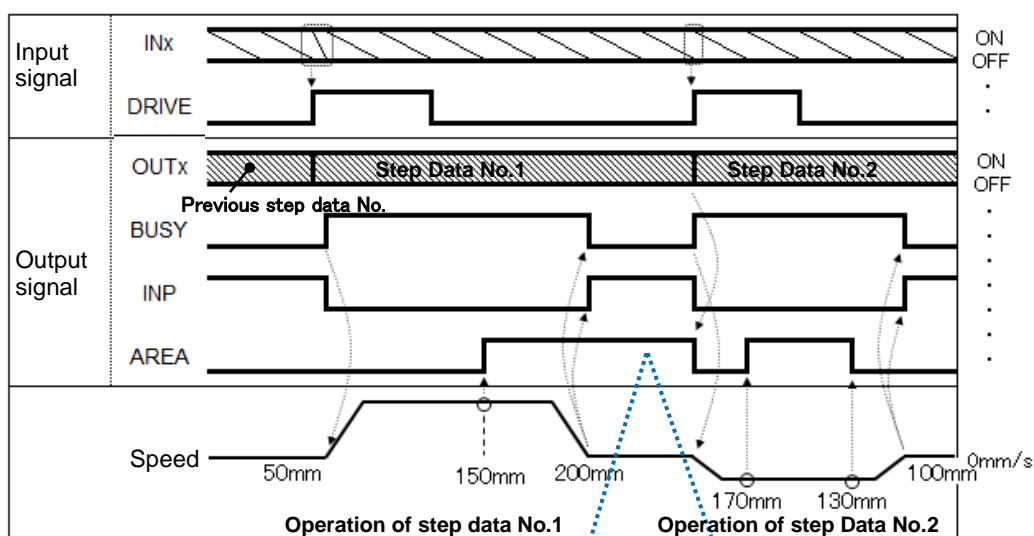 Input
signal
INx
ON
OFF
DRIVE
OUTx
Step Data No.1
Step Data No.2
ON
OFF
Previous step data No.
BUSY
Output
signal
INP
AREA
Speed
50mm
150mm
200mm
170mm
130mm
100mm
0mm/s
Operation of step data No.1
Operation of step Data No.2